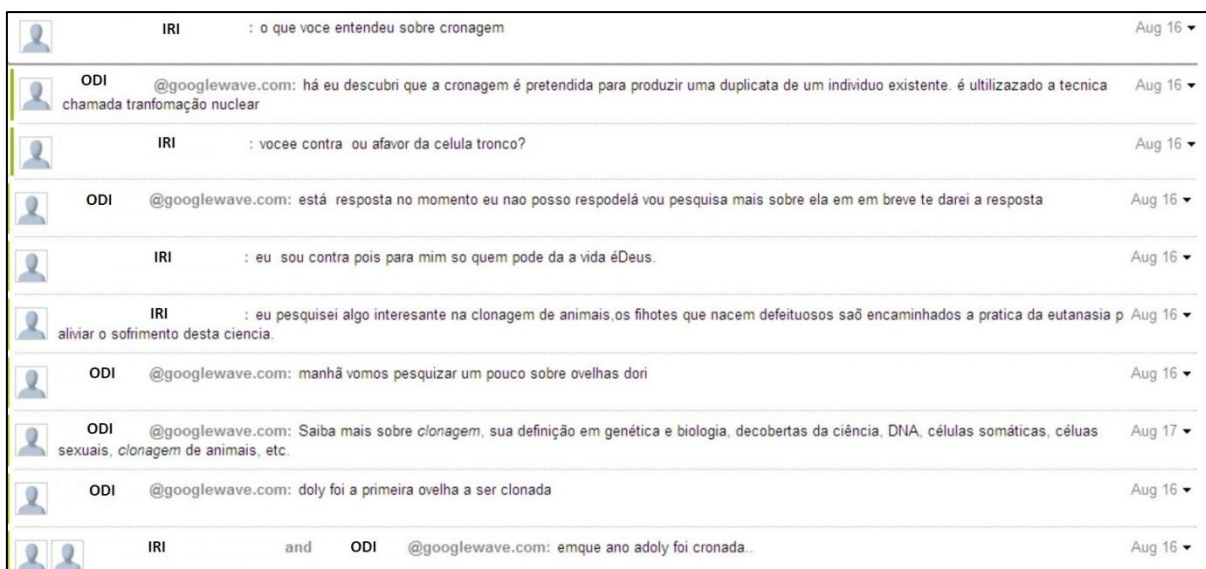 IRI : o que voce entendeu sobre cronagem Aug 16
ODI @googlewave.com: há eu descubri que a cronagem é pretendida para produzir uma duplicata de um individuo existente. é ultilizazado a tecnica Aug 16
chamada tranfomação nuclear
IRI : vocee contra ou afavor da celula tronco? Aug 16
ODI @googlewave.com: está resposta no momento eu nao posso respodelá vou pesquisa mais sobre ela em em breve te darei a resposta Aug 16
IRI : eu sou contra pois para mim so quem pode da a vida éDeus. Aug 16
IRI : eu pesquisei algo interesante na clonagem de animais,os fihotes que nacem defeituosos saõ encaminhados a pratica da eutanasia p Aug 16
aliviar o sofrimento desta ciencia.
ODI @googlewave.com: manhã vomos pesquizar um pouco sobre ovelhas dori Aug 16
ODI @googlewave.com: Saiba mais sobre clonagem, sua definição em genética e biologia, decobertas da ciência, DNA, células somáticas, céluas Aug 17
sexuais, clonagem de animais, etc.
ODI @googlewave.com: doly foi a primeira ovelha a ser clonada Aug 16
IRI and ODI @googlewave.com: emque ano adoly foi cronada.. Aug 16